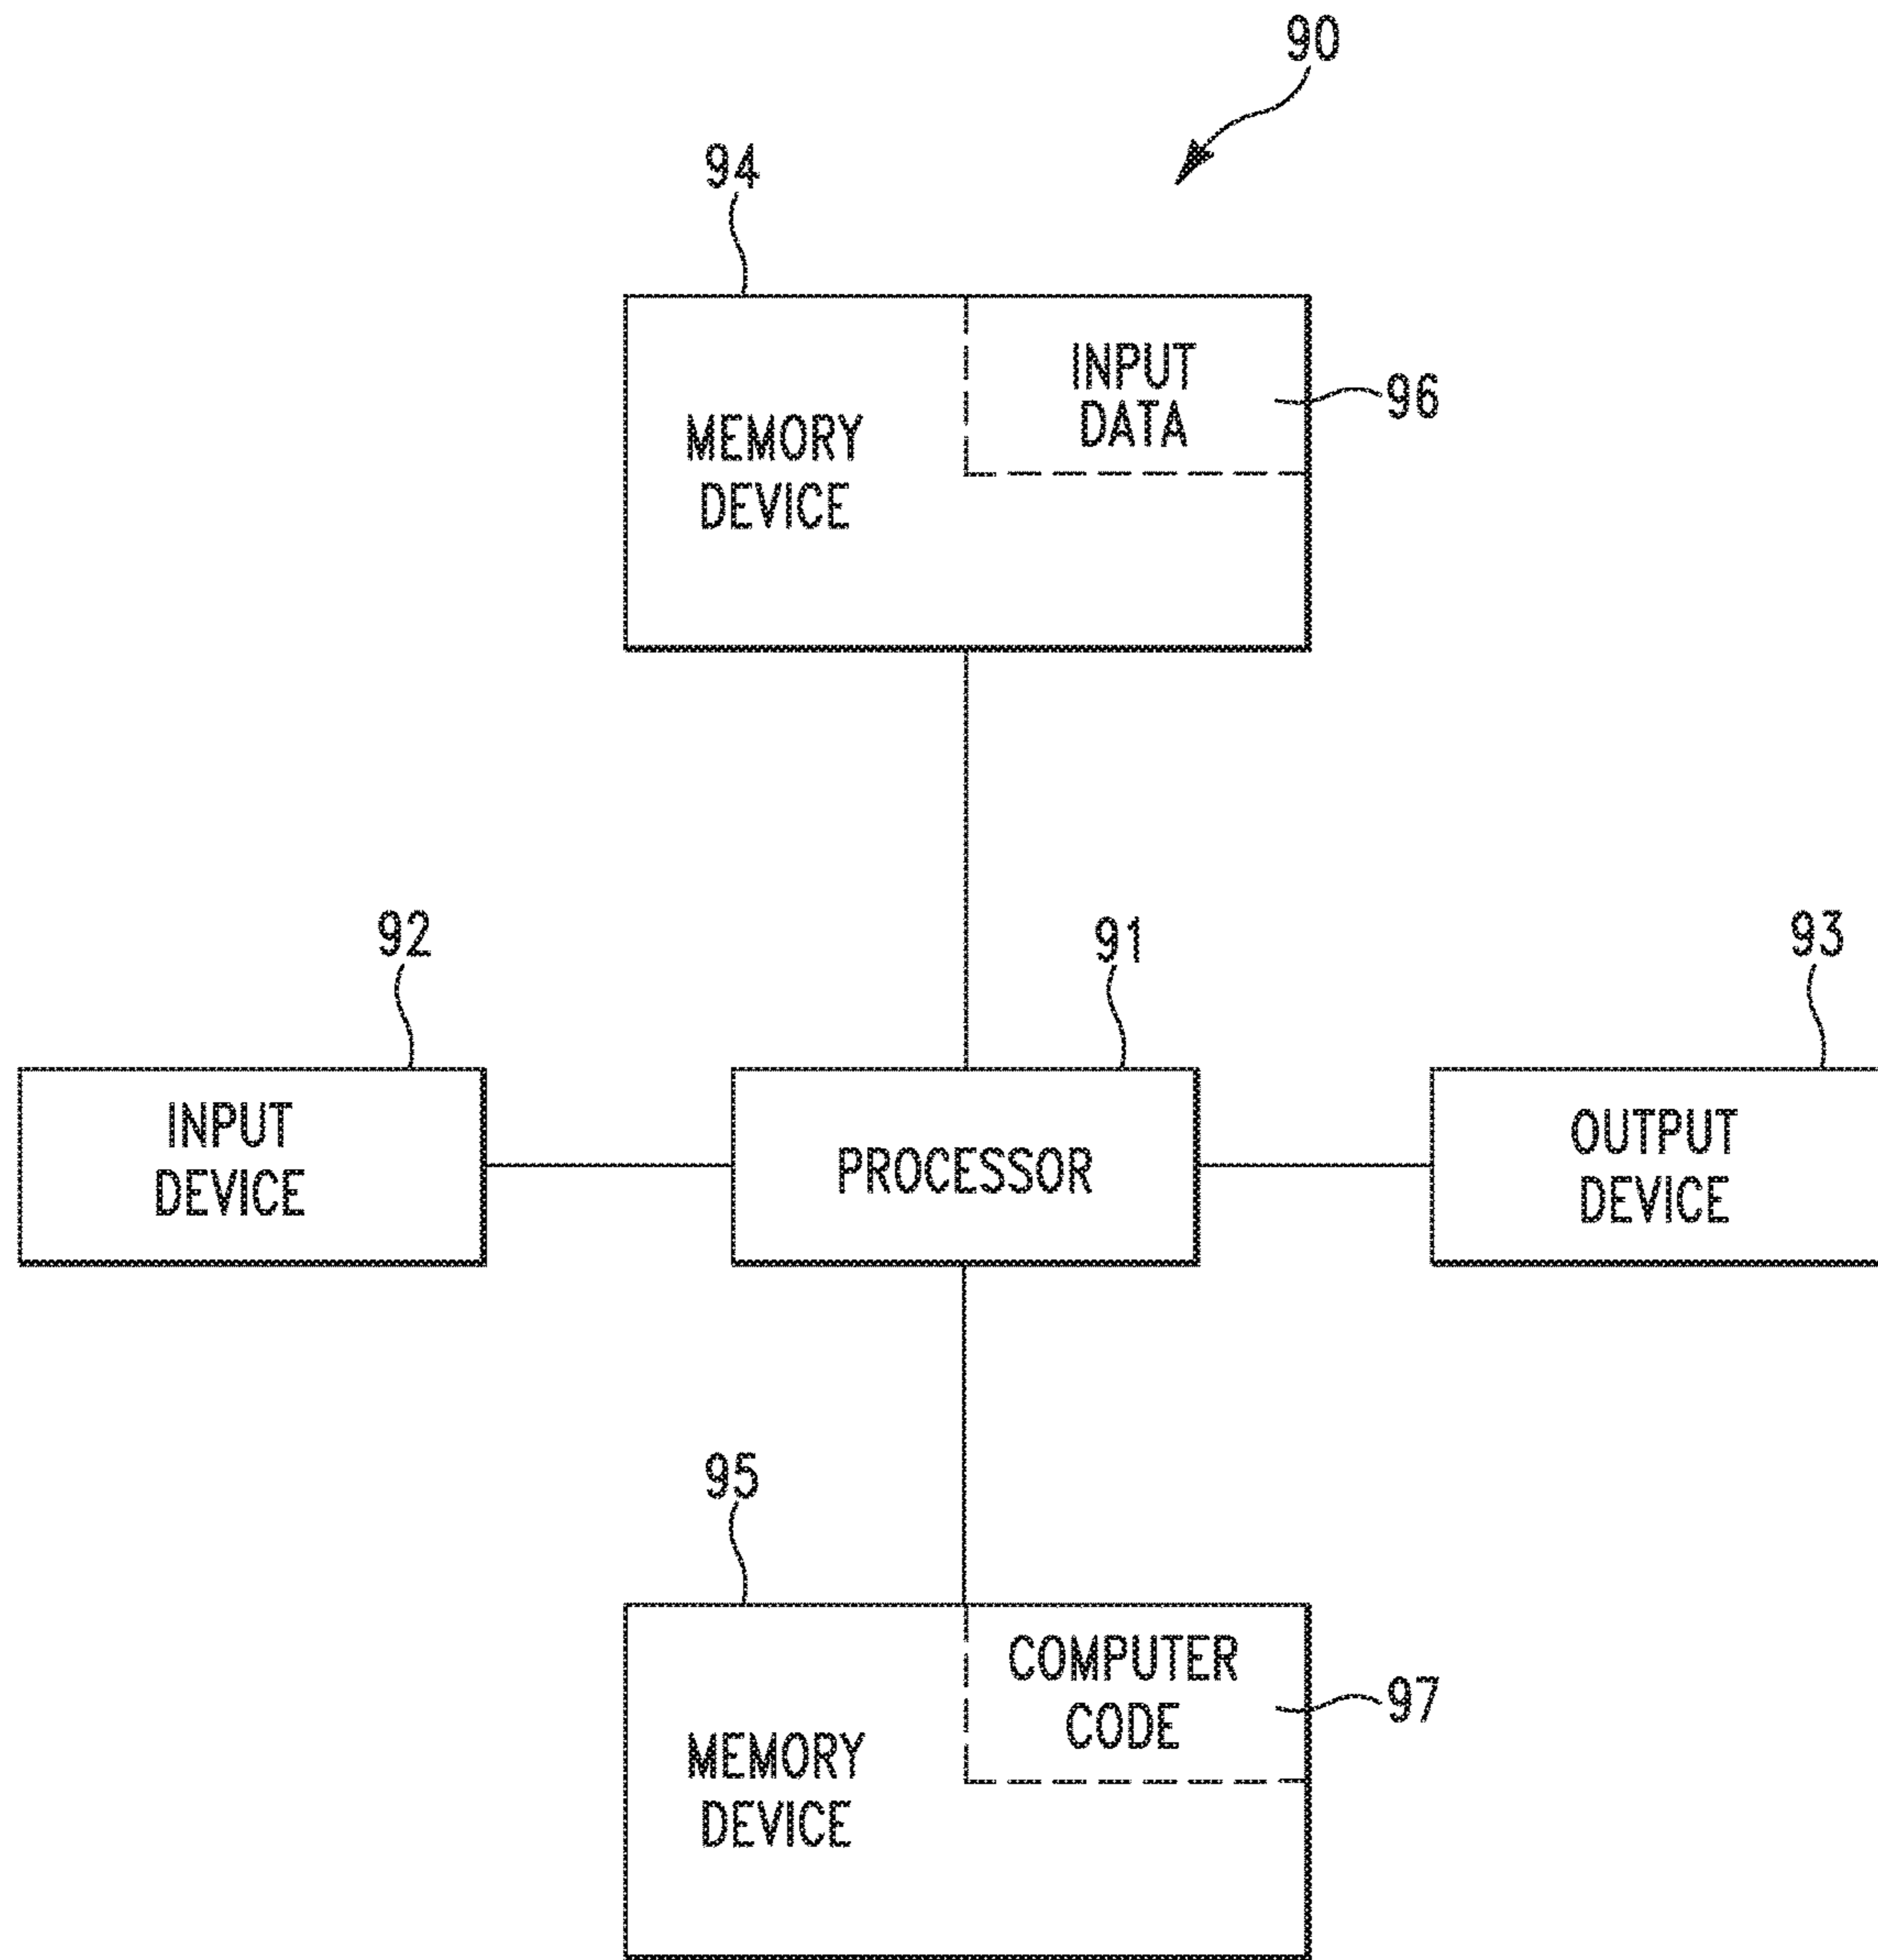 90
94
INPUT
DATA
96
MEMORY
DEVICE
92
91
93
INPUT
DEVICE
PROCESSOR
OUTPUT
DEVICE
95
COMPUTER
CODE
97
MEMORY
DEVICE